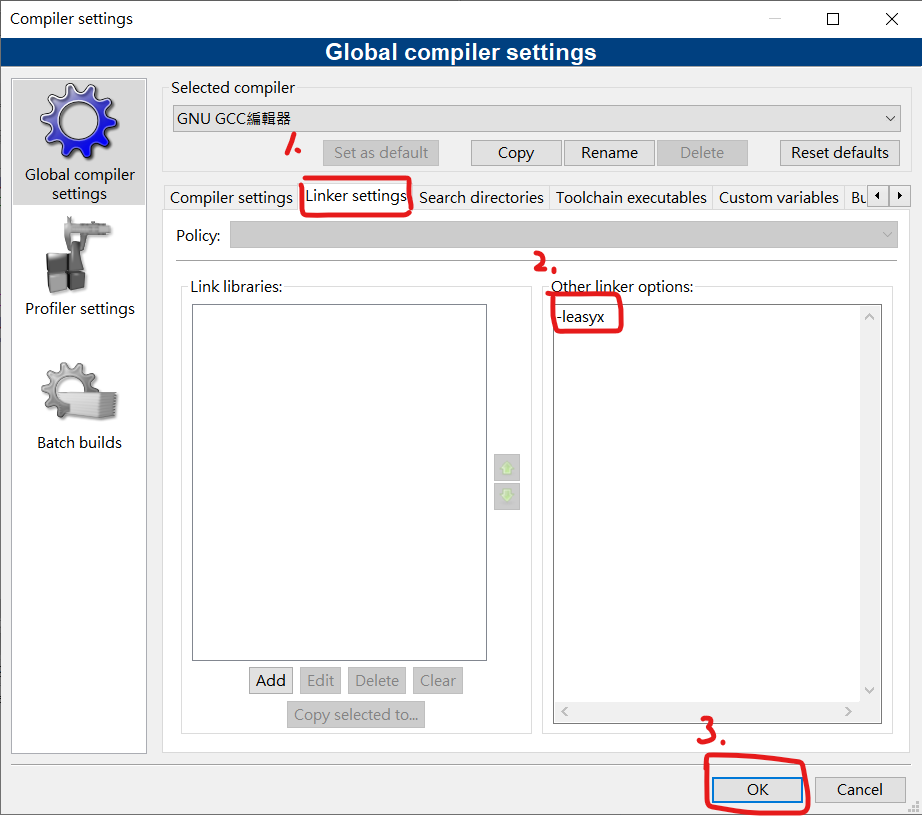 Compiler settings
Global compiler settings
Global compiler
settings
Profiler settings
Batch builds
Selected compiler
GNU GCC編輯器
1.
Set as default
Copy
Rename
Delete
Reset defaults
Compiler settings
Linker settings
Search directories
Toolchain executables
Custom variables
Bu
Policy:
2.
Link libraries:
Other linker options:
-leasyx
Add
Edit
Delete
Clear
Copy selected to...
3.
OK
Cancel